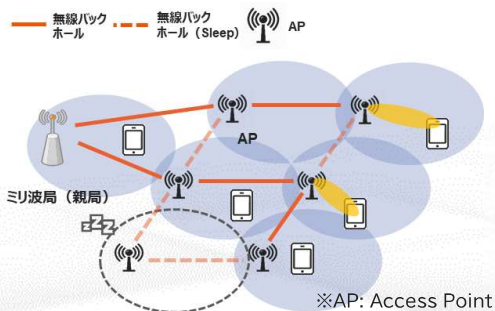 無線バック
ホール
無線バック
ホール（Sleep）
AP
AP
ミリ波局（親局）
zZZ
※AP: Access Point